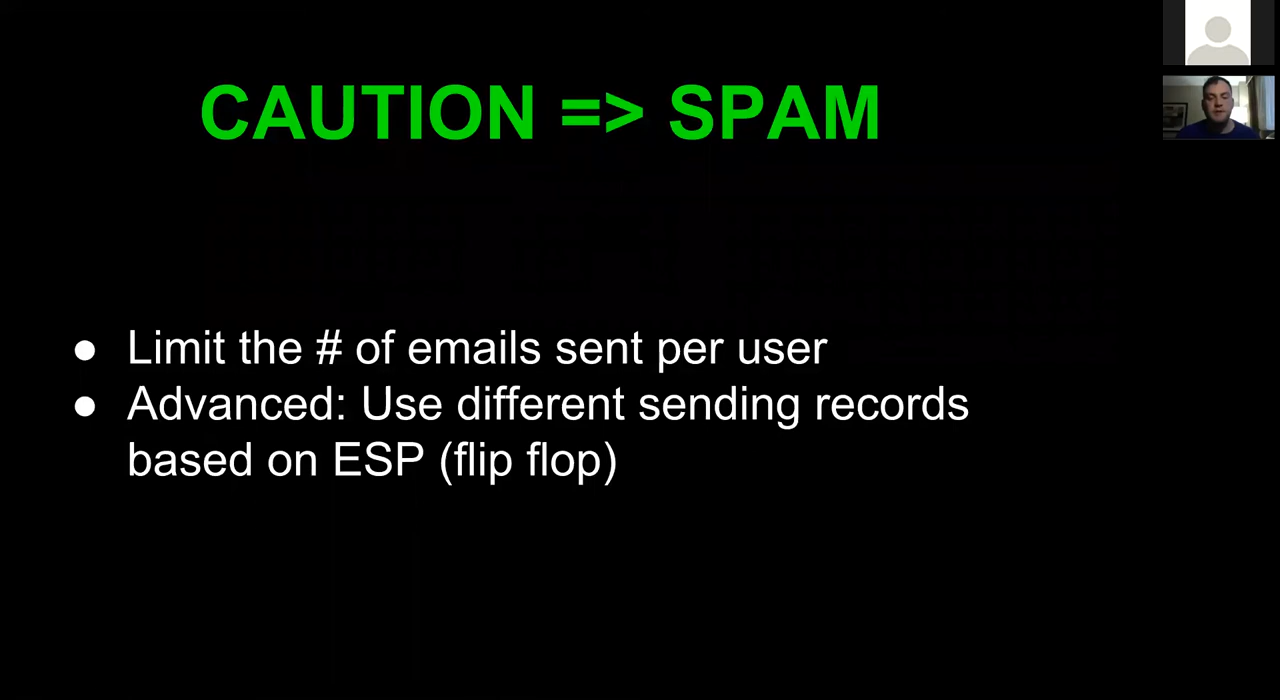 CAUTION => SPAM
● Limit the # of emails sent per user
● Advanced: Use different sending records
based on ESP (flip flop)